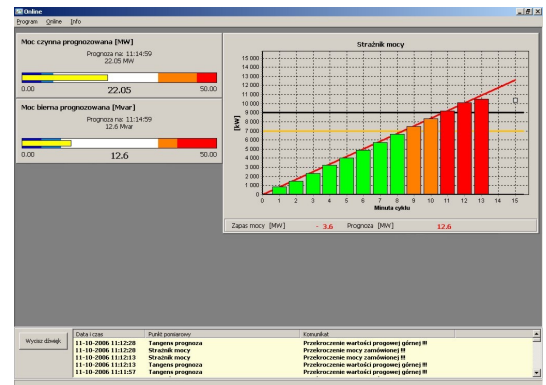 Online
Program Online Info
Moc czynna prognozowana [MW]
Prognoza na: 11:14:59
22.05 MW
0.00 22.05 50.00
Moc bierna prognozowana [Mvar]
Prognoza na: 11:14:59
12.6 Mvar
0.00 12.6 50.00
Strażnik mocy
15 000
14 000
13 000
12 000
11 000
10 000
9 000
8 000
7 000
6 000
5 000
4 000
3 000
2 000
1 000
0
[kW]
0 1 2 3 4 5 6 7 8 9 10 11 12 13 14 15
Minuta cyklu
Zapas mocy [MW] - 3.6 Prognoza [MW] 12.6
Wycisz dźwięk
Data i czas Punkt pomiarowy Komunikat
11-10-2006 11:12:28 Tangens prognoza Przekroczenie wartości progowej górnej !!!
11-10-2006 11:12:28 Strażnik mocy Przekroczenie mocy zamówionej !!!
11-10-2006 11:12:13 Strażnik mocy Przekroczenie mocy zamówionej !!!
11-10-2006 11:12:13 Tangens prognoza Przekroczenie wartości progowej górnej !!!
11-10-2006 11:11:57 Tangens prognoza Przekroczenie wartości progowej górnej !!!